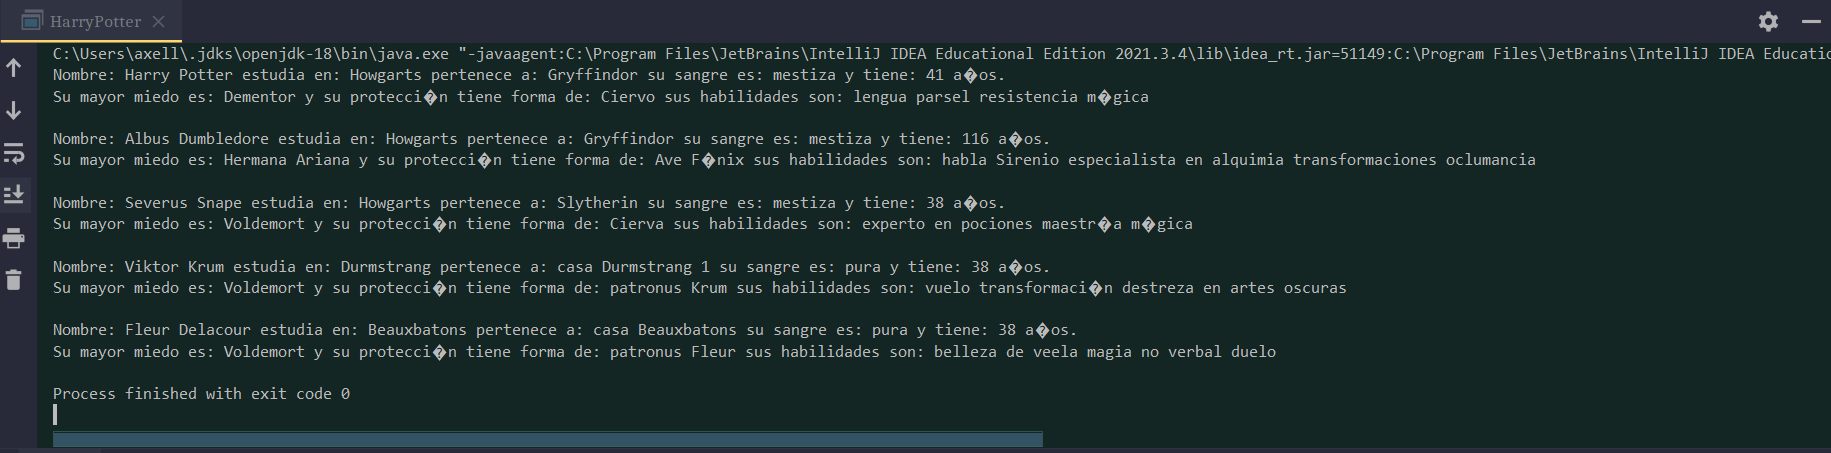 HarryPotter
C:\Users\axell\.jdks\openjdk-18\bin\java.exe "-javaagent:C:\Program Files\JetBrains\IntelliJ IDEA Educational Edition 2021.3.4\lib\idea_rt.jar=51149:C:\Program Files\JetBrains\IntelliJ IDEA Educatio
Nombre: Harry Potter estudia en: Howgarts pertenece a: Gryffindor su sangre es: mestiza y tiene: 41 a�os.
Su mayor miedo es: Dementor y su protecci�n tiene forma de: Ciervo sus habilidades son: lengua parsel resistencia m�gica
Nombre: Albus Dumbledore estudia en: Howgarts pertenece a: Gryffindor su sangre es: mestiza y tiene: 116 a�os.
Su mayor miedo es: Hermana Ariana y su protecci�n tiene forma de: Ave F�nix sus habilidades son: habla Sirenio especialista en alquimia transformaciones oclumancia
Nombre: Severus Snape estudia en: Howgarts pertenece a: Slytherin su sangre es: mestiza y tiene: 38 a�os.
Su mayor miedo es: Voldemort y su protecci�n tiene forma de: Cierva sus habilidades son: experto en pociones maestr�a m�gica
Nombre: Viktor Krum estudia en: Durmstrang pertenece a: casa Durmstrang 1 su sangre es: pura y tiene: 38 a�os.
Su mayor miedo es: Voldemort y su protecci�n tiene forma de: patronus Krum sus habilidades son: vuelo transformaci�n destreza en artes oscuras
Nombre: Fleur Delacour estudia en: Beauxbatons pertenece a: casa Beauxbatons su sangre es: pura y tiene: 38 a�os.
Su mayor miedo es: Voldemort y su protecci�n tiene forma de: patronus Fleur sus habilidades son: belleza de veela magia no verbal duelo
Process finished with exit code 0